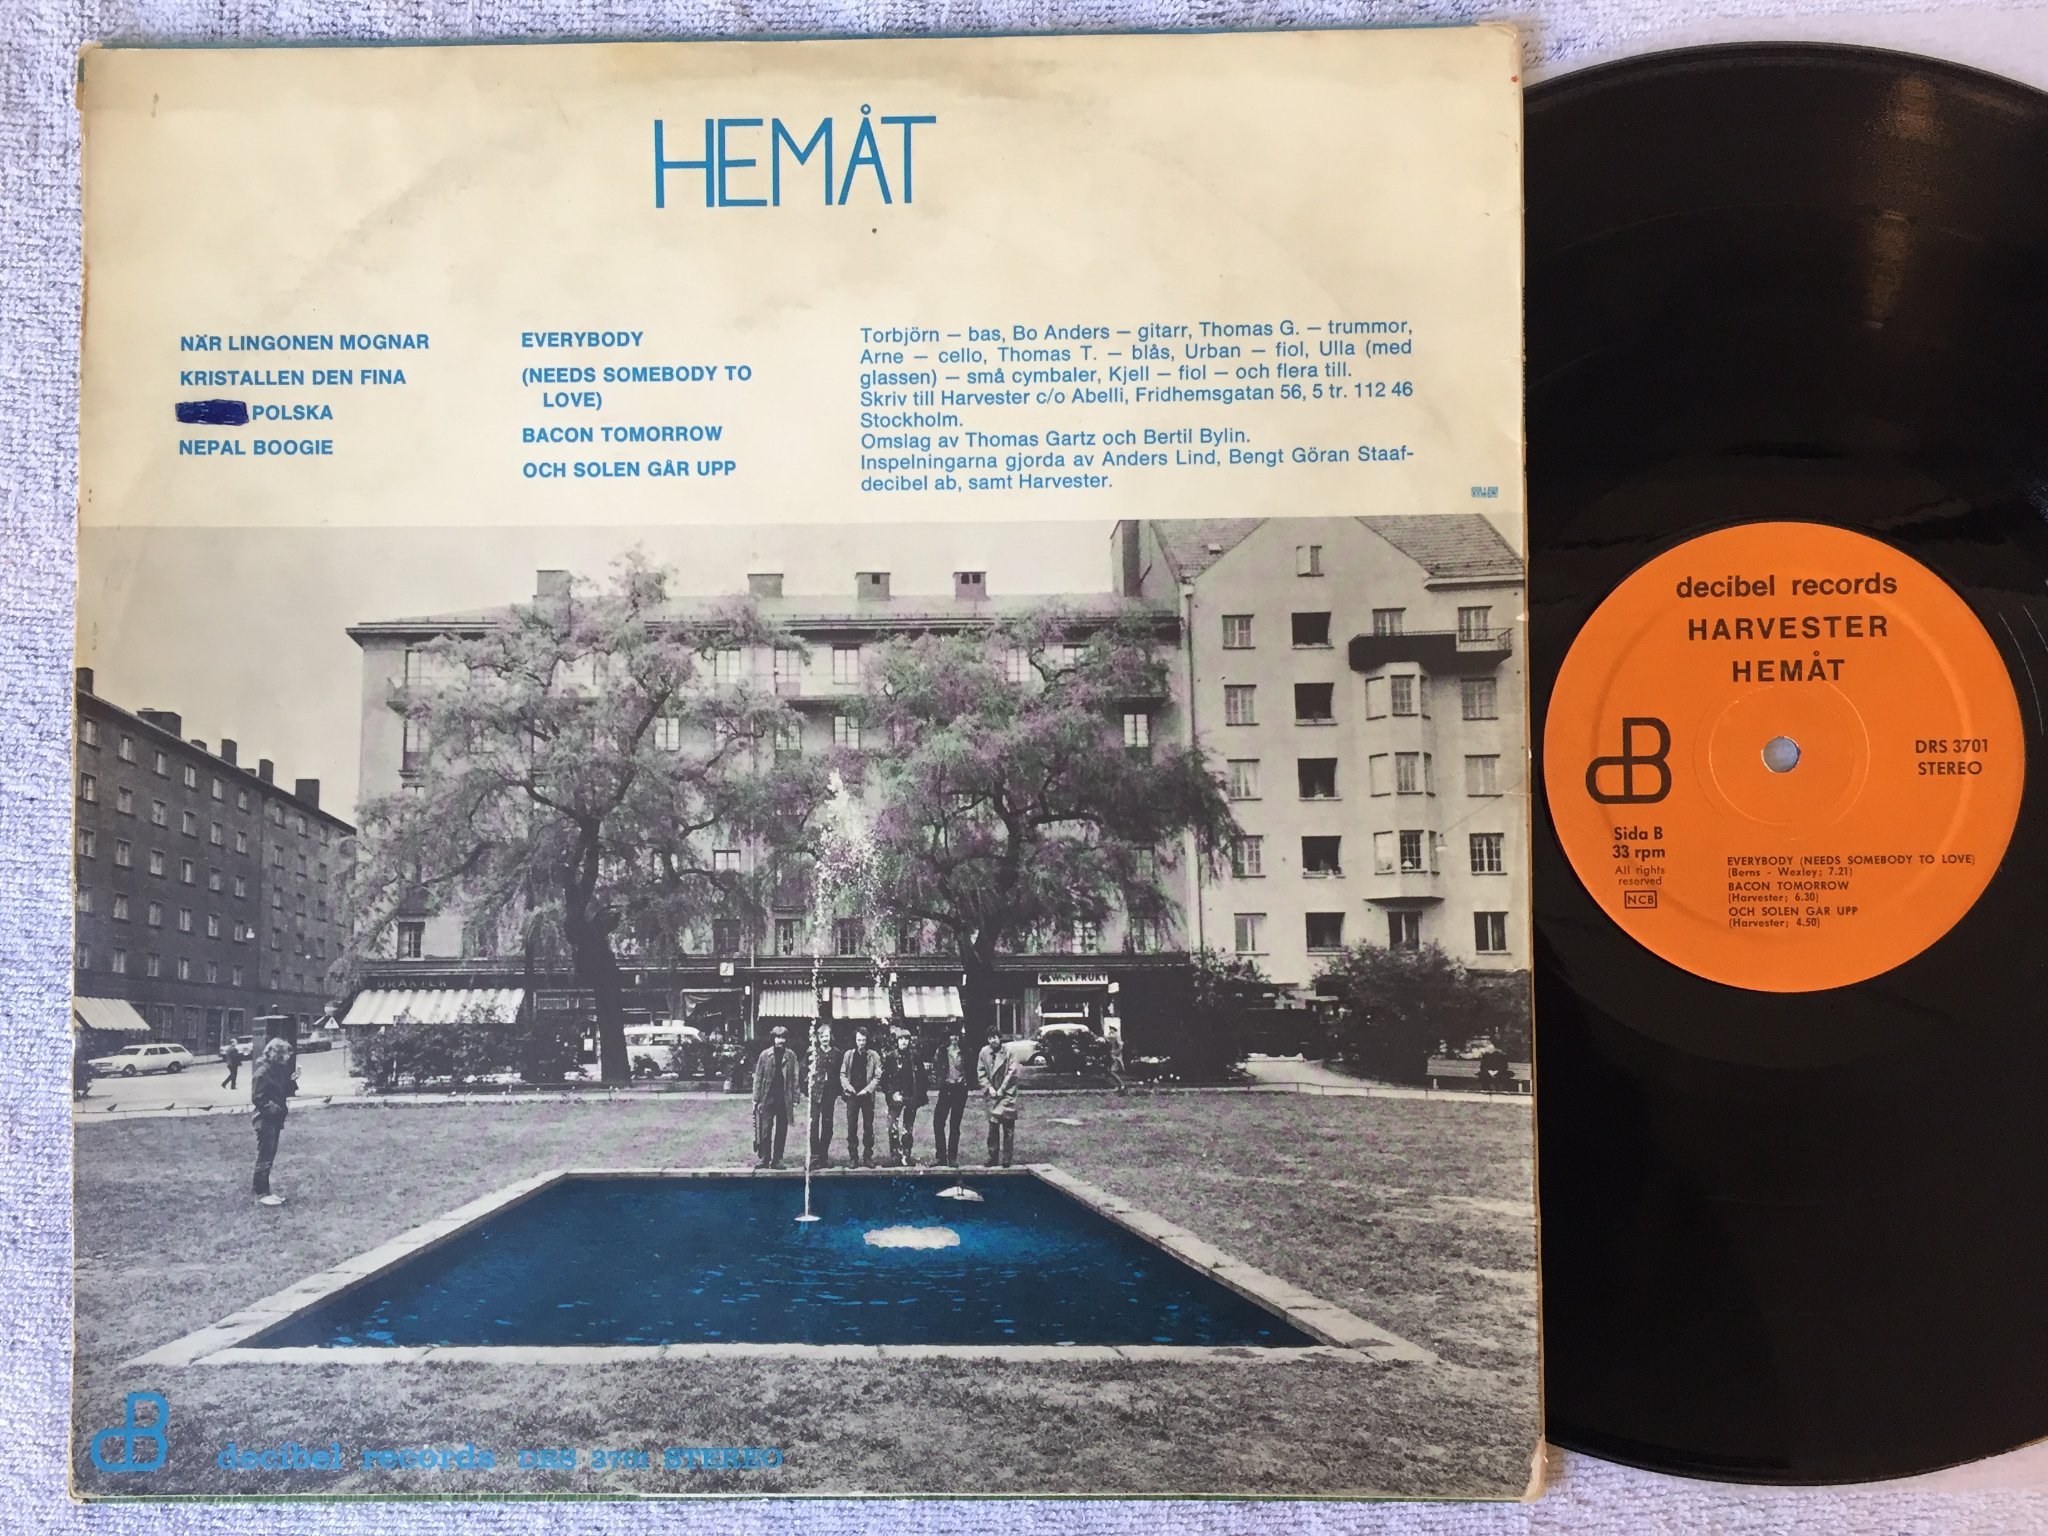 HEMÅT
NÄR LINGONEN MOGNAR
KRISTALLEN DEN FINA
POLSKA
NEPAL BOOGIE
EVERYBODY
(NEEDS SOMEBODY TO
LOVE)
BACON TOMORROW
OCH SOLEN GÅR UPP
Torbjörn — bas, Bo Anders — gitarr, Thomas G. — trummor,
Arne — cello, Thomas T. — blås, Urban — fiol, Ulla (med
glassen) — små cymbaler, Kjell — fiol — och flera till.
Skriv till Harvester c/o Abelli, Fridhemsgatan 56, 5 tr. 112 46
Stockholm.
Omslag av Thomas Gartz och Bertil Bylin.
Inspelningarna gjorda av Anders Lind, Bengt Göran Staaf-
decibel ab, samt Harvester.
DRÄKTER
KLÄNNINGAR
FRUKT
dB
decibel records DRS 3701 STEREO
decibel records
HARVESTER
HEMÅT
dB
DRS 3701
STEREO
Sida B
33 rpm
All rights
reserved
NCB
EVERYBODY (NEEDS SOMEBODY TO LOVE)
(Berns - Wexley; 7.21)
BACON TOMORROW
(Harvester; 6.30)
OCH SOLEN GÅR UPP
(Harvester; 4.50)